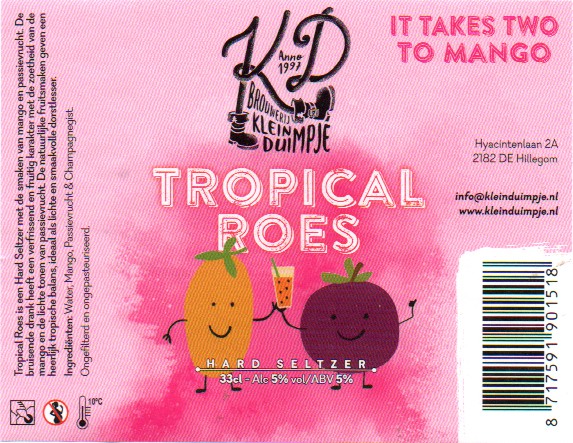 Tropical Roes is een Hard Seltzer met de smaken van mango en passievrucht. De
bruisende drank heeft een verfrissend en fruitig karakter met de zoetheid van de
mango en de lichte tonen van passievrucht. De natuurlijke fruitsmaken geven een
heerlijk tropische balans, ideaal als lichte en smaakvolle dorstlesser.
Ingrediënten: Water, Mango, Passievrucht & Champagnegist.
Ongefilterd en ongepasteuriseerd.
10°C
KD
Anno
1997
BROUWERIJ
KLEIN
DUIMPJE
TROPICAL
ROES
HARD SELTZER
33cl - Alc 5% vol/ABV 5%
IT TAKES TWO
TO MANGO
Hyacintenlaan 2A
2182 DE Hillegom
info@kleinduimpje.nl
www.kleinduimpje.nl
8 717591 901518